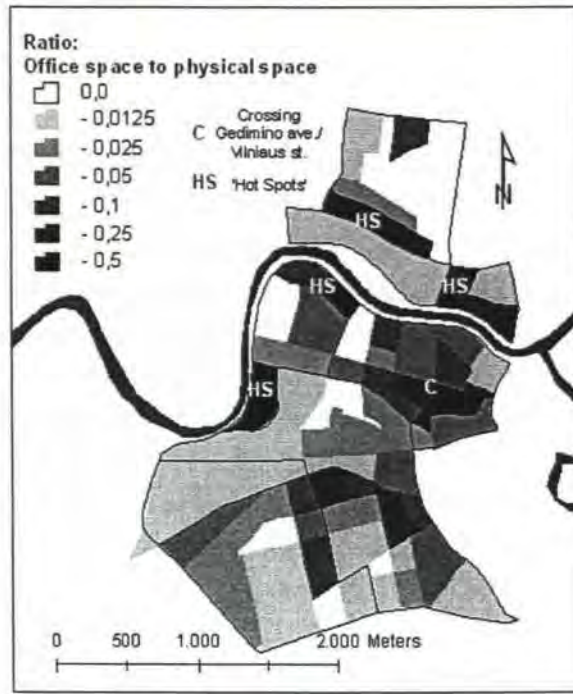 Ratio:
Office space to physical space
0,0
- 0,0125
- 0,025
- 0,05
- 0,1
- 0,25
- 0,5
Crossing
C Gedimino ave./
Vilniaus st.
HS 'Hot Spots'
N
HS
HS
HS
C
HS
0 500 1.000 2.000 Meters